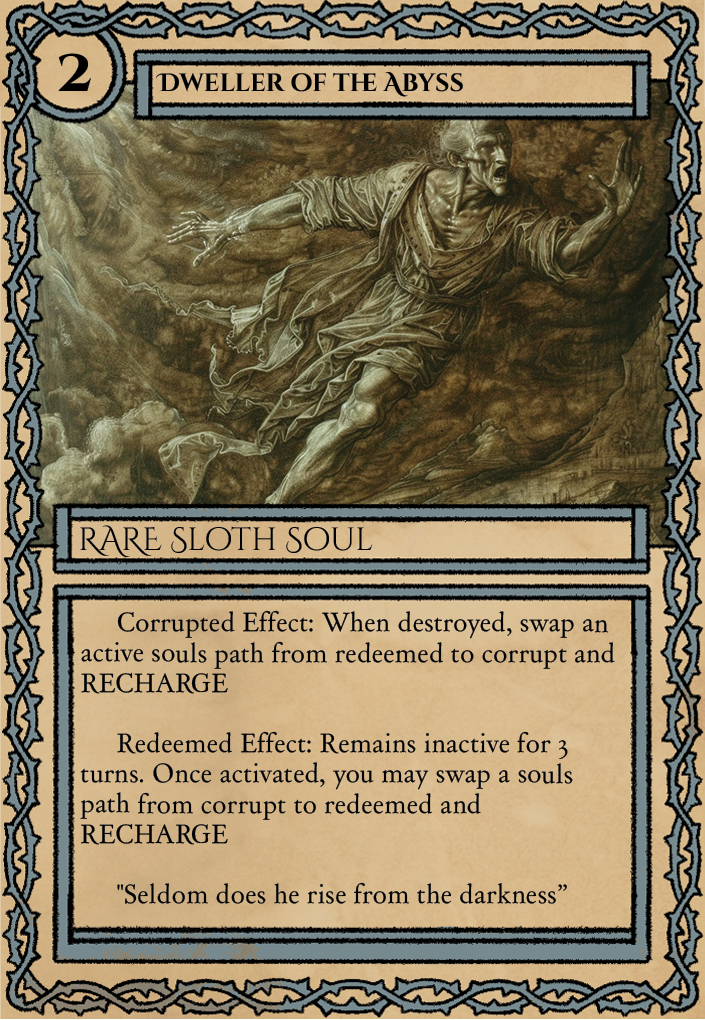 2
Dweller of the Abyss
Rare Sloth Soul
Corrupted Effect: When destroyed, swap an
active souls path from redeemed to corrupt and
RECHARGE
Redeemed Effect: Remains inactive for 3
turns. Once activated, you may swap a souls
path from corrupt to redeemed and
RECHARGE
"Seldom does he rise from the darkness”